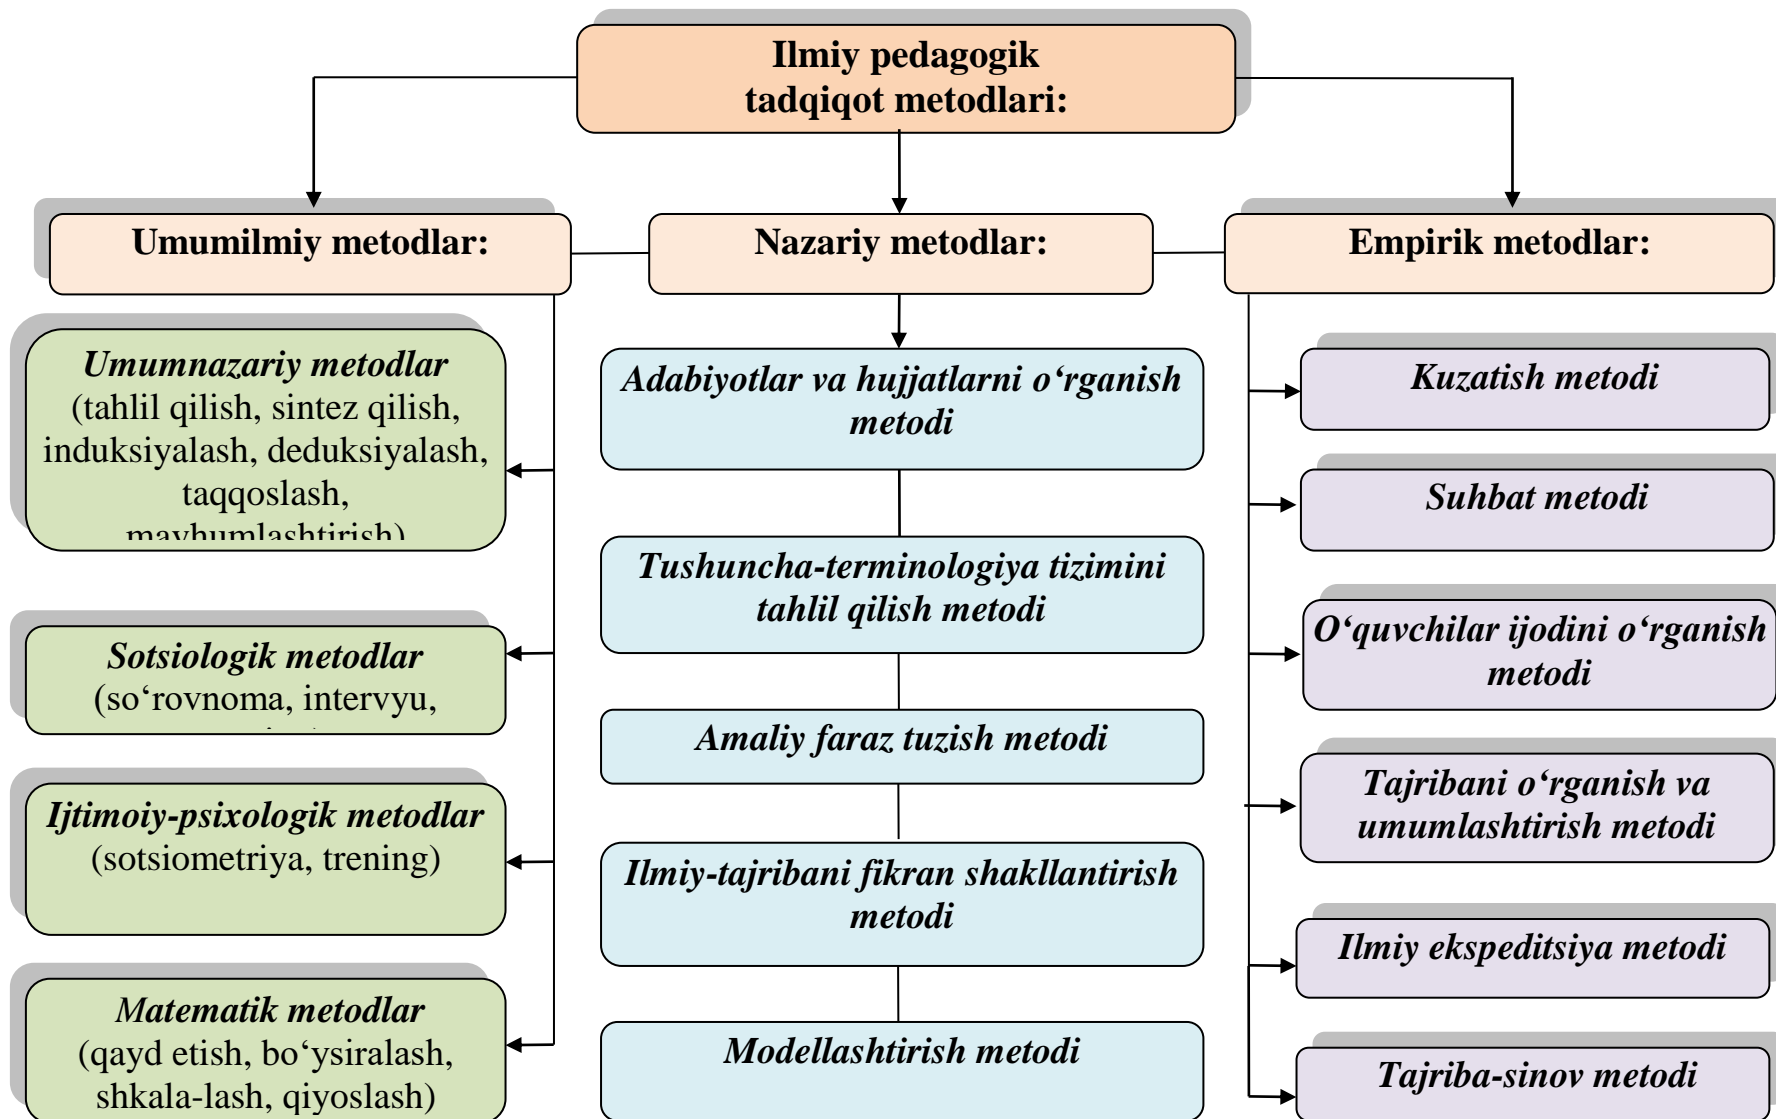 Ilmiy pedagogik
tadqiqot metodlari:
Umumilmiy metodlar:
Nazariy metodlar:
Empirik metodlar:
Umumnazariy metodlar
(tahlil qilish, sintez qilish,
induksiyalash, deduksiyalash,
taqqoslash,
mavhumlashtirish)
Sotsiologik metodlar
(so‘rovnoma, intervyu,
Ijtimoiy-psixologik metodlar
(sotsiometriya, trening)
Matematik metodlar
(qayd etish, bo‘ysiralash,
shkala-lash, qiyoslash)
Adabiyotlar va hujjatlarni o‘rganish
metodi
Tushuncha-terminologiya tizimini
tahlil qilish metodi
Amaliy faraz tuzish metodi
Ilmiy-tajribani fikran shakllantirish
metodi
Modellashtirish metodi
Kuzatish metodi
Suhbat metodi
O‘quvchilar ijodini o‘rganish
metodi
Tajribani o‘rganish va
umumlashtirish metodi
Ilmiy ekspeditsiya metodi
Tajriba-sinov metodi